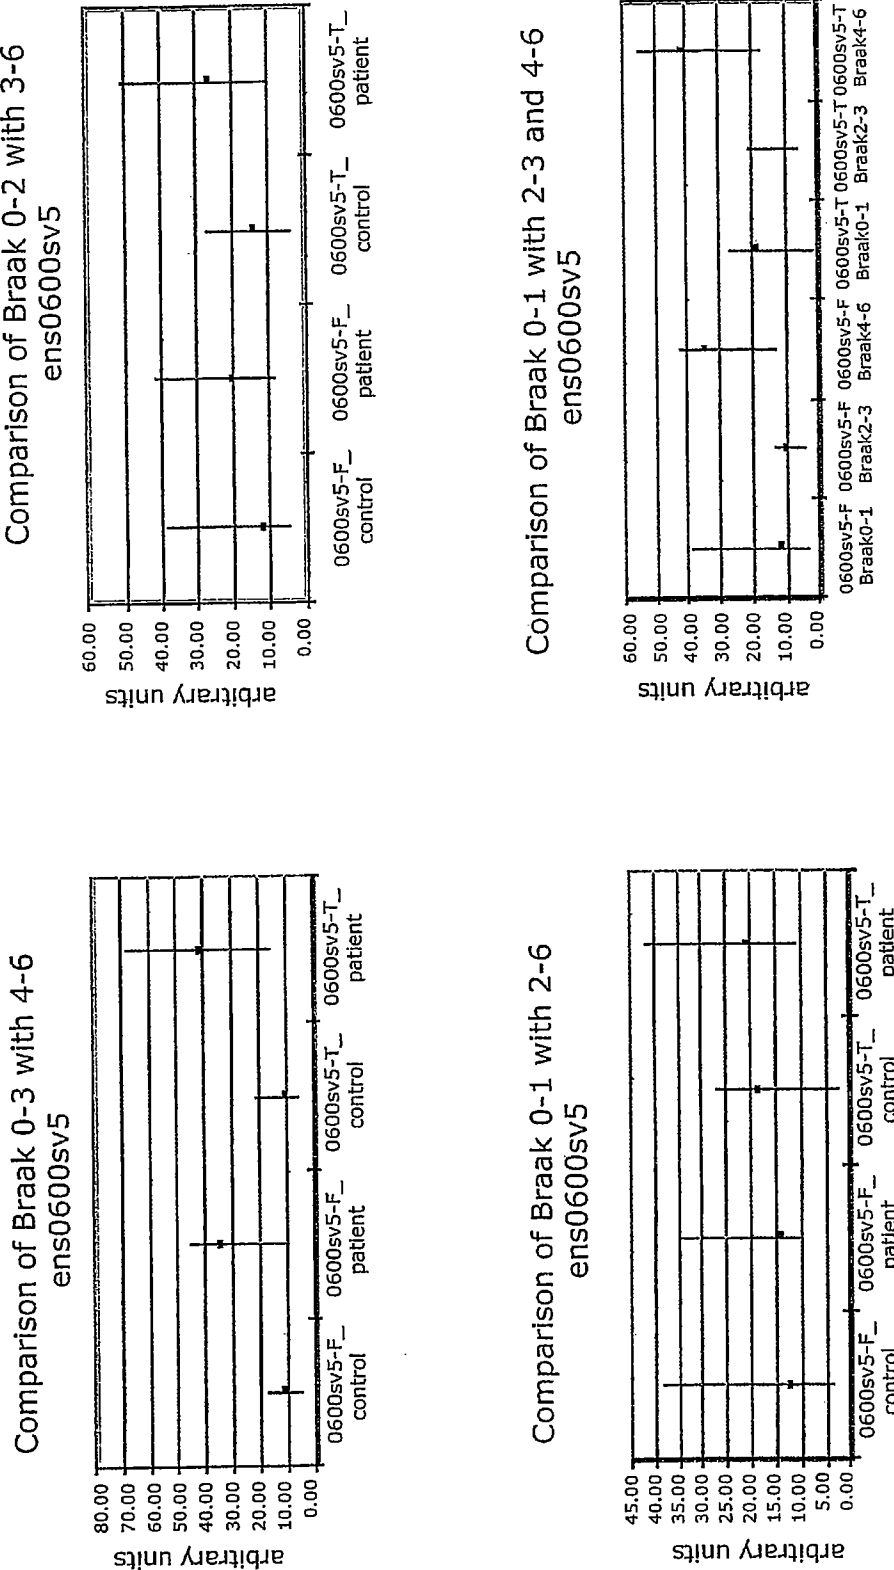 Comparison of Braak 0-3 with 4-6
ens0600sv5
arbitrary units
80.00
70.00
60.00
50.00
40.00
30.00
20.00
10.00
0.00
0600sv5-F_
control
0600sv5-F_
patient
0600sv5-T_
control
0600sv5-T_
patient
Comparison of Braak 0-2 with 3-6
ens0600sv5
arbitrary units
60.00
50.00
40.00
30.00
20.00
10.00
0.00
0600sv5-F_
control
0600sv5-F_
patient
0600sv5-T_
control
0600sv5-T_
patient
Comparison of Braak 0-1 with 2-6
ens0600sv5
arbitrary units
45.00
40.00
35.00
30.00
25.00
20.00
15.00
10.00
5.00
0.00
0600sv5-F_
control
0600sv5-F_
patient
0600sv5-T_
control
0600sv5-T_
patient
Comparison of Braak 0-1 with 2-3 and 4-6
ens0600sv5
arbitrary units
60.00
50.00
40.00
30.00
20.00
10.00
0.00
0600sv5-F
Braak0-1
0600sv5-F
Braak2-3
0600sv5-F
Braak4-6
0600sv5-T
Braak0-1
0600sv5-T
Braak2-3
0600sv5-T
Braak4-6